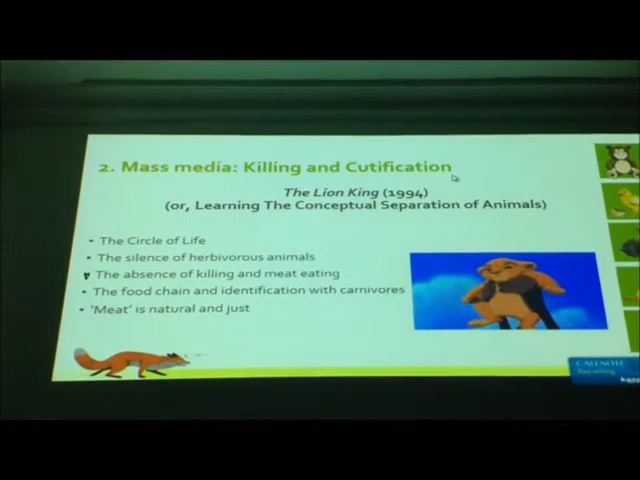 2. Mass media: Killing and Cutification
The Lion King (1994)
(or, Learning The Conceptual Separation of Animals)
• The Circle of Life
• The silence of herbivorous animals
The absence of killing and meat eating
• The food chain and identification with carnivores
• 'Meat' is natural and just
Recording